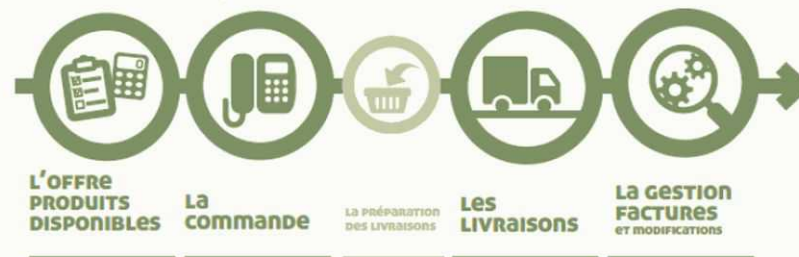 L'OFFRE
PRODUITS
DISPONIBLES
La
commande
La PRÉPARATION
DES LIVRAISONS
Les
LIVRAISONS
La GESTION
FACTURES
ET MODIFICATIONS